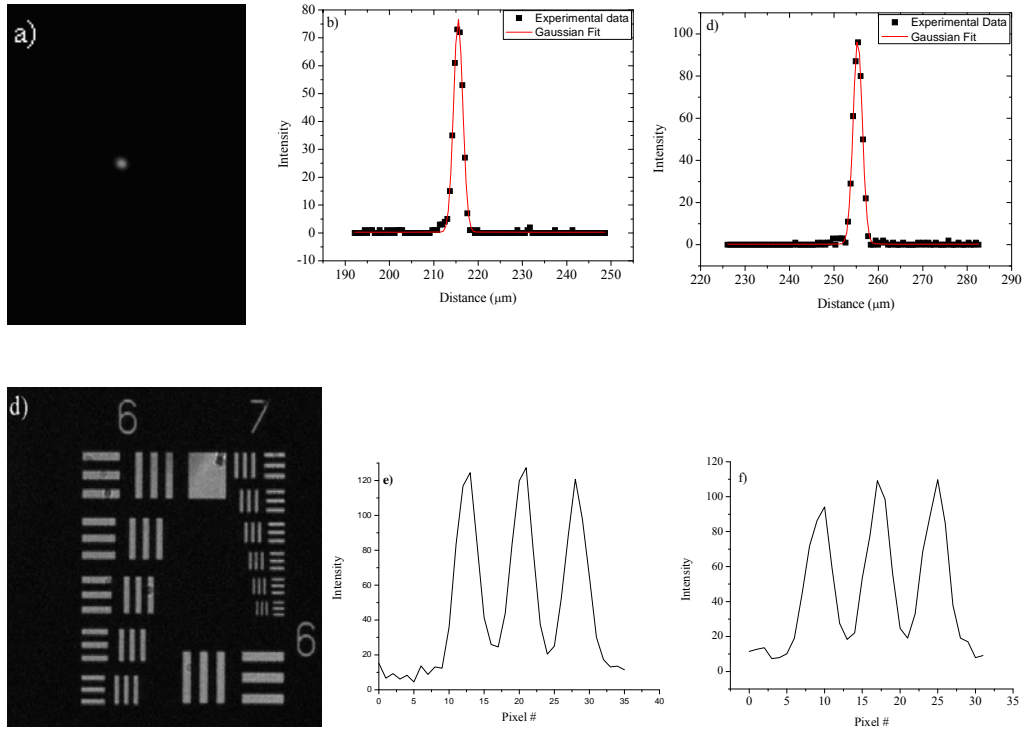 a)
b)
Experimental data
Gaussian Fit
80
70
60
50
40
30
20
10
0
-10
Intensity
190 200 210 220 230 240 250
Distance (μm)
d)
Experimental Data
Gaussian Fit
100
80
60
40
20
0
Intensity
220 230 240 250 260 270 280 290
Distance (μm)
d)
6 7
6
e)
120
100
80
60
40
20
0
Intensity
0 5 10 15 20 25 30 35 40
Pixel #
f)
120
100
80
60
40
20
0
Intensity
0 5 10 15 20 25 30 35
Pixel #